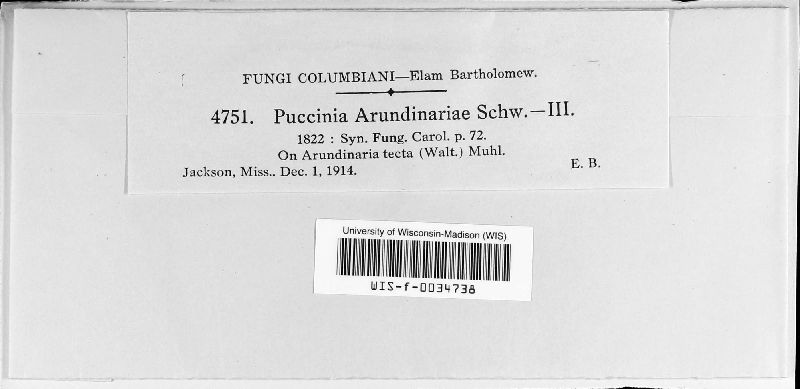 FUNGI COLUMBIANI—Elam Bartholomew.
4751. Puccinia Arundinariae Schw.—III.
1822 : Syn. Fung. Carol. p. 72.
On Arundinaria tecta (Walt.) Muhl.
Jackson, Miss.. Dec. 1, 1914. E. B.
University of Wisconsin-Madison (WIS)
WIS-f-0034738